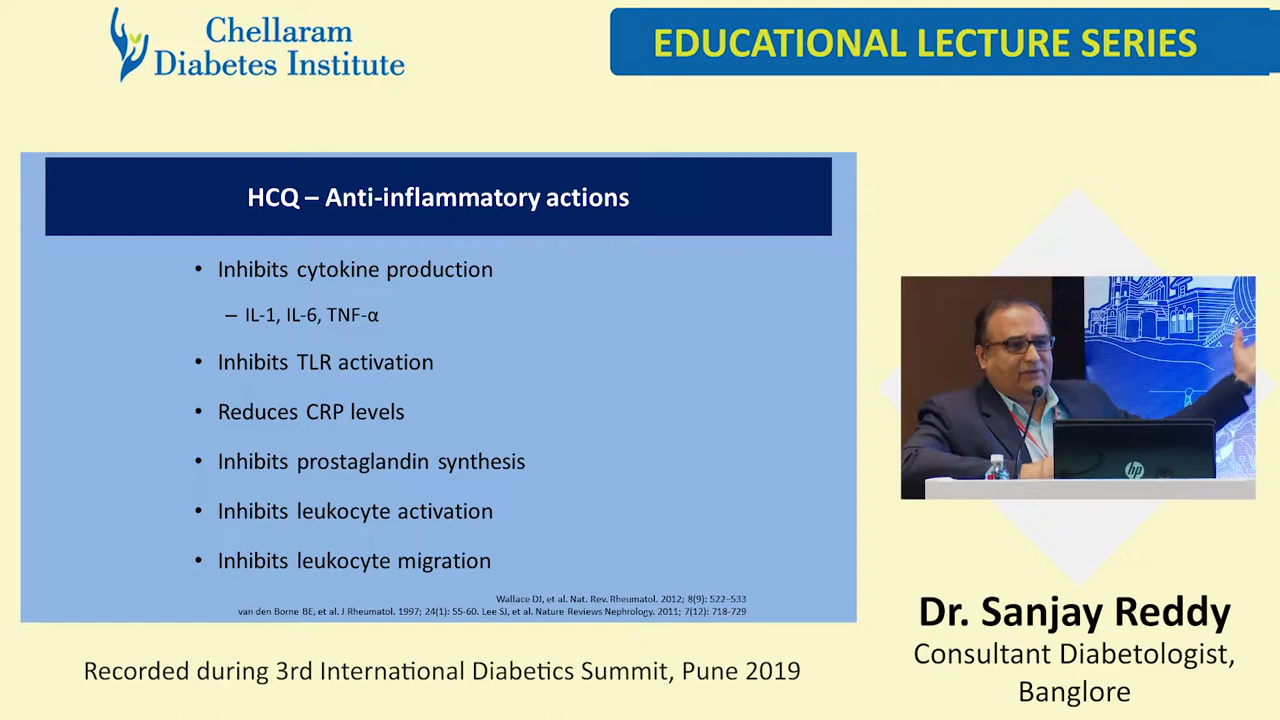 Chellaram
Diabetes Institute
EDUCATIONAL LECTURE SERIES
HCQ – Anti-inflammatory actions
• Inhibits cytokine production
– IL-1, IL-6, TNF-α
• Inhibits TLR activation
• Reduces CRP levels
• Inhibits prostaglandin synthesis
• Inhibits leukocyte activation
• Inhibits leukocyte migration
Wallace DJ, et al. Nat. Rev. Rheumatol. 2012; 8(9): 522–533
van den Borne BE, et al. J Rheumatol. 1997; 24(1): 55-60. Lee SJ, et al. Nature Reviews Nephrology. 2011; 7(12): 718-729
hp
Dr. Sanjay Reddy
Consultant Diabetologist,
Banglore
Recorded during 3rd International Diabetics Summit, Pune 2019